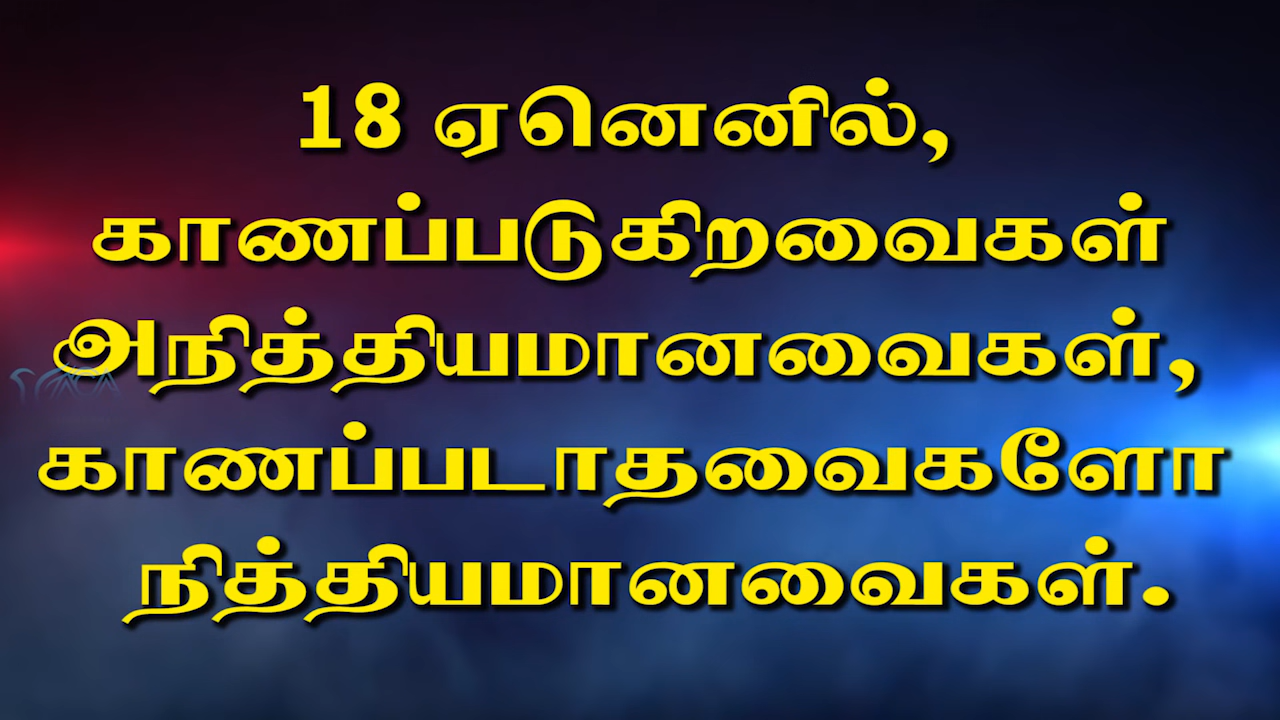 18 ஏனெனில்,
காணப்படுகிறவைகள்
அநித்தியமானவைகள்,
காணப்படாதவைகளோ
நித்தியமானவைகள்.